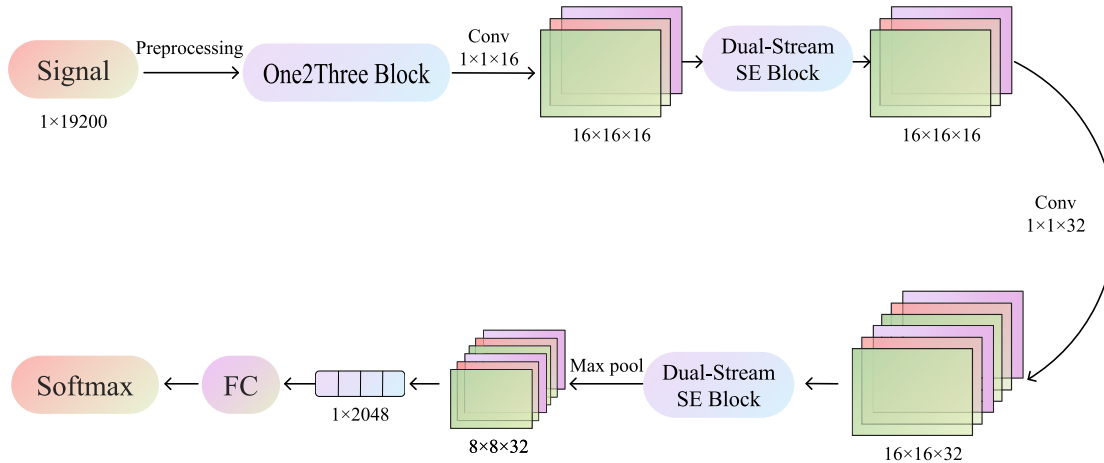 Signal
1×19200
Preprocessing
One2Three Block
Conv
1×1×16
16×16×16
Dual-Stream
SE Block
16×16×16
Conv
1×1×32
16×16×32
Dual-Stream
SE Block
Max pool
8×8×32
1×2048
FC
Softmax